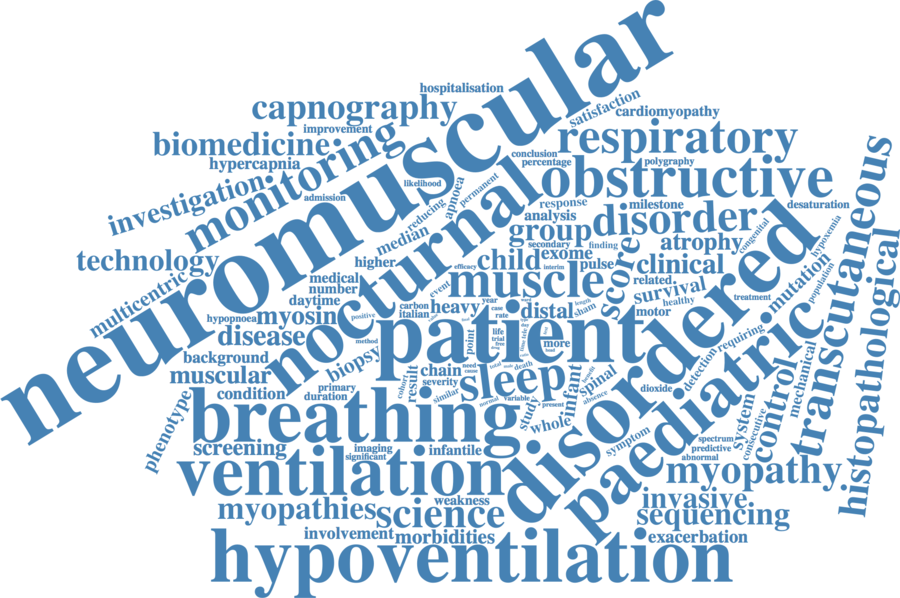 neuromuscular
hospitalisation
capnography
satisfaction
cardiomyopathy
improvement
biomedicine
monitoring
respiratory
hypercapnia
conclusion
percentage
polygraphy
obstructive
transcutaneous
investigation
likelihood
admission
nocturnal
apnoea
permanent
reducing
response
milestone
desaturation
analysis
disorder
median
group
secondary
finding
score
atrophy
congenital
hypoxemia
technology
higher
child
exome
clinical
multicentric
efficacy
interim
pulse
mutation
population
histopathological
medical
number
event
muscle
related
survival
healthy
treatment
daytime
carbon
italian
heavy
year
case
rate
word
distal
length
sham
motor
hypopnoea
myosin
positive
disordered
disease
method
patient
point
life
trial
free
more
requiring
detection
mechanical
background
biopsy
muscular
chain
result
cohort
severity
need
cause
total
death
sleep
benefit
spinal
infant
absence
dioxide
paediatric
condition
primary
duration
similar
normal
variable
present
phenotype
breathing
study
whole
symptom
system
control
consecutive
screening
imaging
significant
infantile
spectrum
predictive
abnormal
ventilation
myopathy
weakness
invasive
myopathies
science
sequencing
involvement
morbidities
exacerbation
hypoventilation